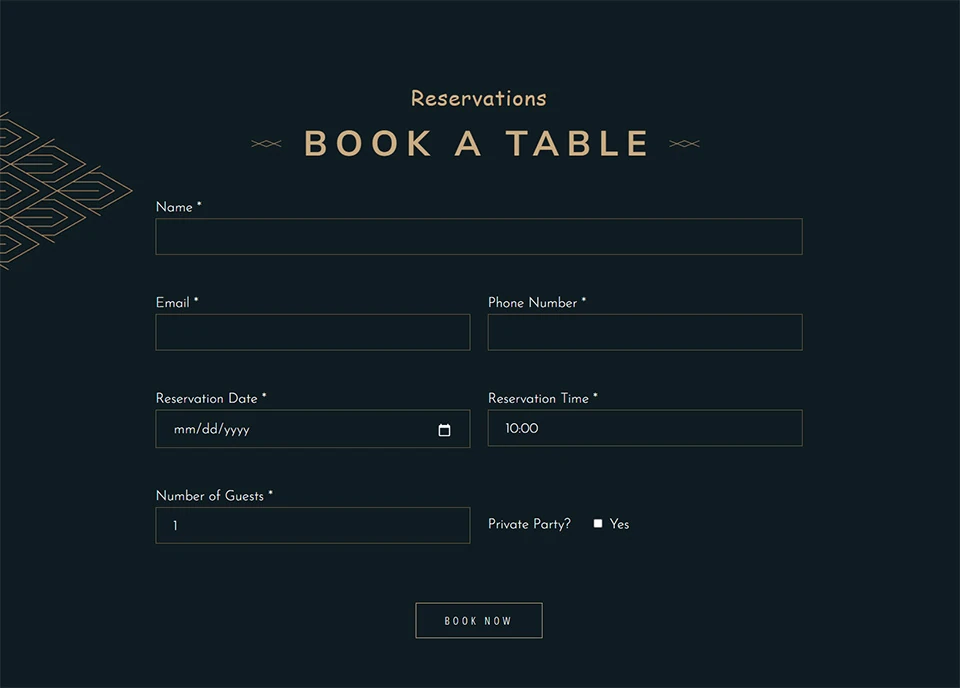 Reservations
BOOK A TABLE
Name *
Email *
Phone Number *
Reservation Date *
Reservation Time *
mm/dd/yyyy
10:00
Number of Guests *
1
Private Party?
Yes
BOOK NOW